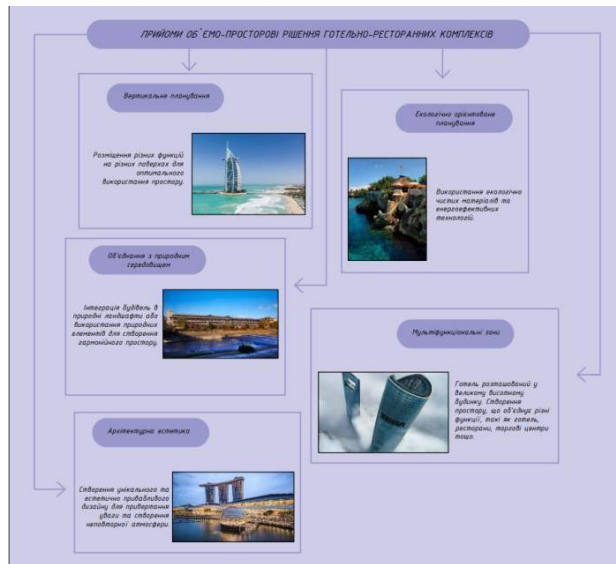 ПРИЙОМИ ОБ'ЄМО-ПРОСТОРОВІ РІШЕННЯ ГОТЕЛЬНО-РЕСТОРАННИХ КОМПЛЕКСІВ
Вертикальне планування
Розміщення різних функцій
на різних поверхах для
оптимального
використання простору.
Екологічно орієнтоване
планування
Використання екологічно
чистих матеріалів та
енергоефективних
технологій.
Об'єднання з природним
середовищем
Інтеграція будівель в
природні ландшафти або
використання природних
елементів для створення
гармонійного простору.
Мультифункціональні зони
Готель розташований у
великому висотному
будинку. Створення
простору, що об'єднує різні
функції, такі як готель,
ресторани, торгові центри
тощо.
Архітектурна естетика
Створення унікального та
естетично привабливого
дизайну для привертання
уваги та створення
неповторної атмосфери.